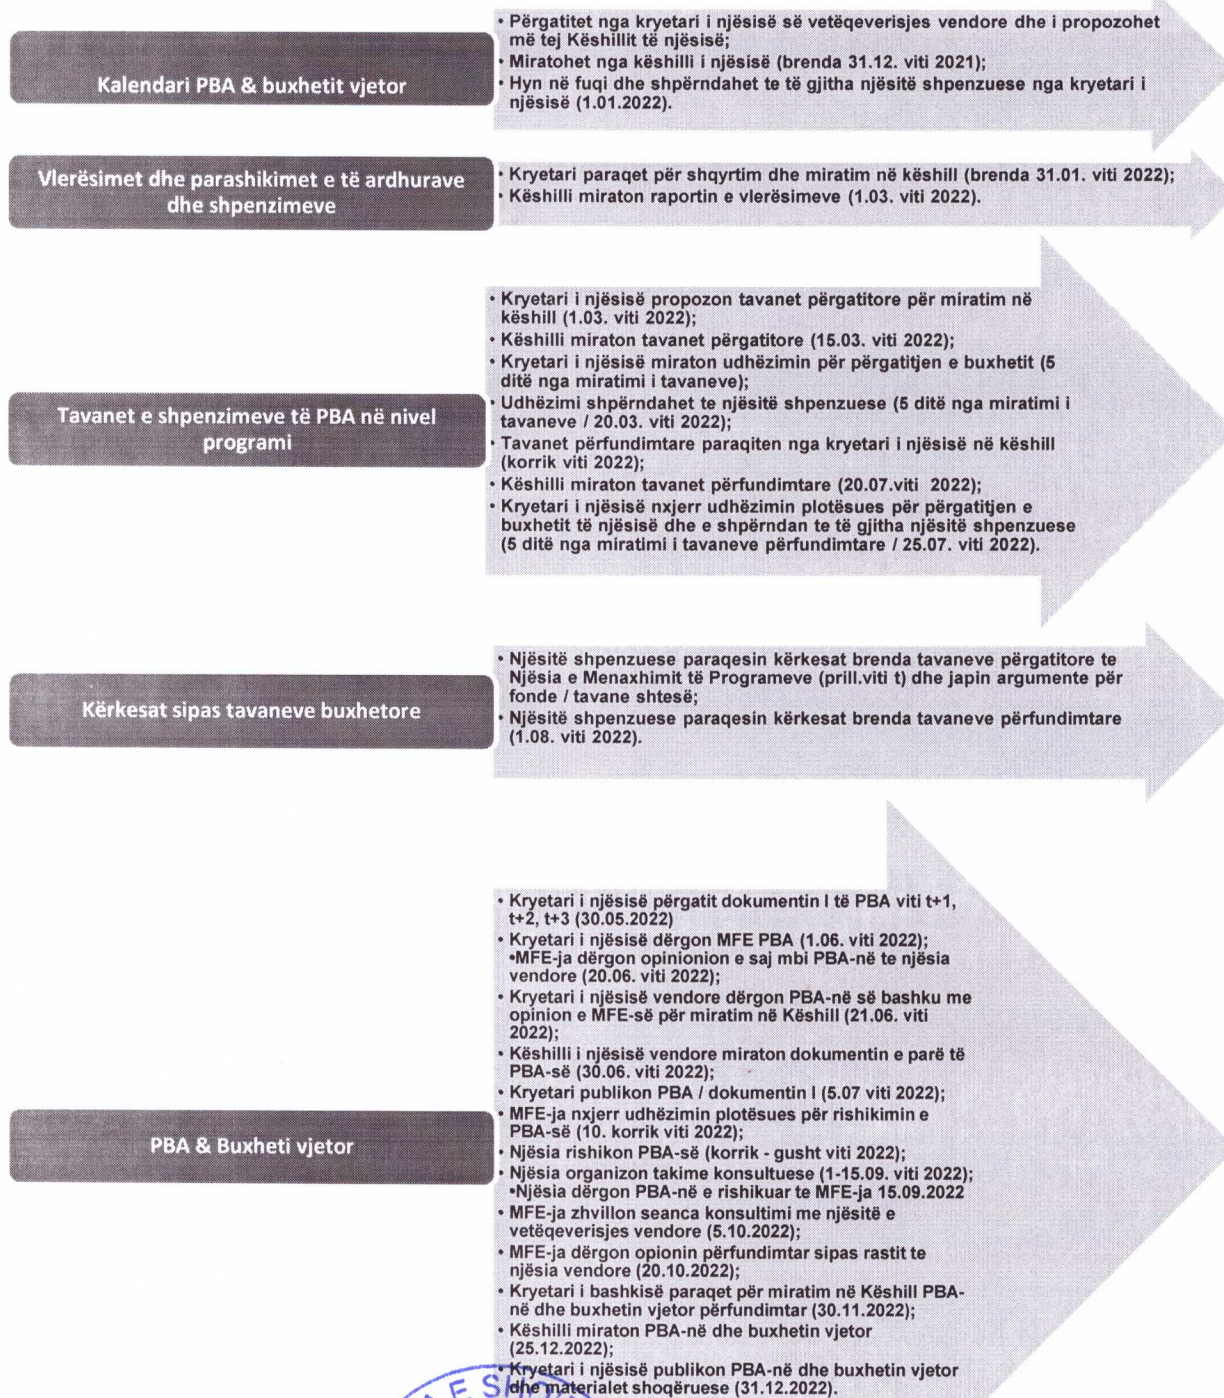 Kalendari PBA & buxhetit vjetor
• Përgatitet nga kryetari i njësisë së vetëqeverisjes vendore dhe i propozohet
më tej Këshillit të njësisë;
• Miratohet nga këshilli i njësisë (brenda 31.12. viti 2021);
• Hyn në fuqi dhe shpërndahet te të gjitha njësitë shpenzuese nga kryetari i
njësisë (1.01.2022).
Vlerësimet dhe parashikimet e të ardhurave
dhe shpenzimeve
• Kryetari paraqet për shqyrtim dhe miratim në këshill (brenda 31.01. viti 2022);
• Këshilli miraton raportin e vlerësimeve (1.03. viti 2022).
Tavanet e shpenzimeve të PBA në nivel
programi
• Kryetari i njësisë propozon tavanet përgatitore për miratim në
këshill (1.03. viti 2022);
• Këshilli miraton tavanet përgatitore (15.03. viti 2022);
• Kryetari i njësisë miraton udhëzimin për përgatitjen e buxhetit (5
ditë nga miratimi i tavaneve);
• Udhëzimi shpërndahet te njësitë shpenzuese (5 ditë nga miratimi i
tavaneve / 20.03. viti 2022);
• Tavanet përfundimtare paraqiten nga kryetari i njësisë në këshill
(korrik viti 2022);
• Këshilli miraton tavanet përfundimtare (20.07.viti 2022);
• Kryetari i njësisë nxjerr udhëzimin plotësues për përgatitjen e
buxhetit të njësisë dhe e shpërndan te të gjitha njësitë shpenzuese
(5 ditë nga miratimi i tavaneve përfundimtare / 25.07. viti 2022).
Kërkesat sipas tavaneve buxhetore
• Njësitë shpenzuese paraqesin kërkesat brenda tavaneve përgatitore te
Njësia e Menaxhimit të Programeve (prill.viti t) dhe japin argumente për
fonde / tavane shtesë;
• Njësitë shpenzuese paraqesin kërkesat brenda tavaneve përfundimtare
(1.08. viti 2022).
PBA & Buxheti vjetor
• Kryetari i njësisë përgatit dokumentin I të PBA viti t+1,
t+2, t+3 (30.05.2022)
• Kryetari i njësisë dërgon MFE PBA (1.06. viti 2022);
•MFE-ja dërgon opinionion e saj mbi PBA-në te njësia
vendore (20.06. viti 2022);
• Kryetari i njësisë vendore dërgon PBA-në së bashku me
opinion e MFE-së për miratim në Këshill (21.06. viti
2022);
• Këshilli i njësisë vendore miraton dokumentin e parë të
PBA-së (30.06. viti 2022);
• Kryetari publikon PBA / dokumentin I (5.07 viti 2022);
• MFE-ja nxjerr udhëzimin plotësues për rishikimin e
PBA-së (10. korrik viti 2022);
• Njësia rishikon PBA-së (korrik - gusht viti 2022);
• Njësia organizon takime konsultuese (1-15.09. viti 2022);
•Njësia dërgon PBA-në e rishikuar te MFE-ja 15.09.2022
• MFE-ja zhvillon seanca konsultimi me njësitë e
vetëqeverisjes vendore (5.10.2022);
• MFE-ja dërgon opionin përfundimtar sipas rastit te
njësia vendore (20.10.2022);
• Kryetari i bashkisë paraqet për miratim në Këshill PBA-
në dhe buxhetin vjetor përfundimtar (30.11.2022);
• Këshilli miraton PBA-në dhe buxhetin vjetor
(25.12.2022);
• Kryetari i njësisë publikon PBA-në dhe buxhetin vjetor
dhe materialet shoqëruese (31.12.2022).